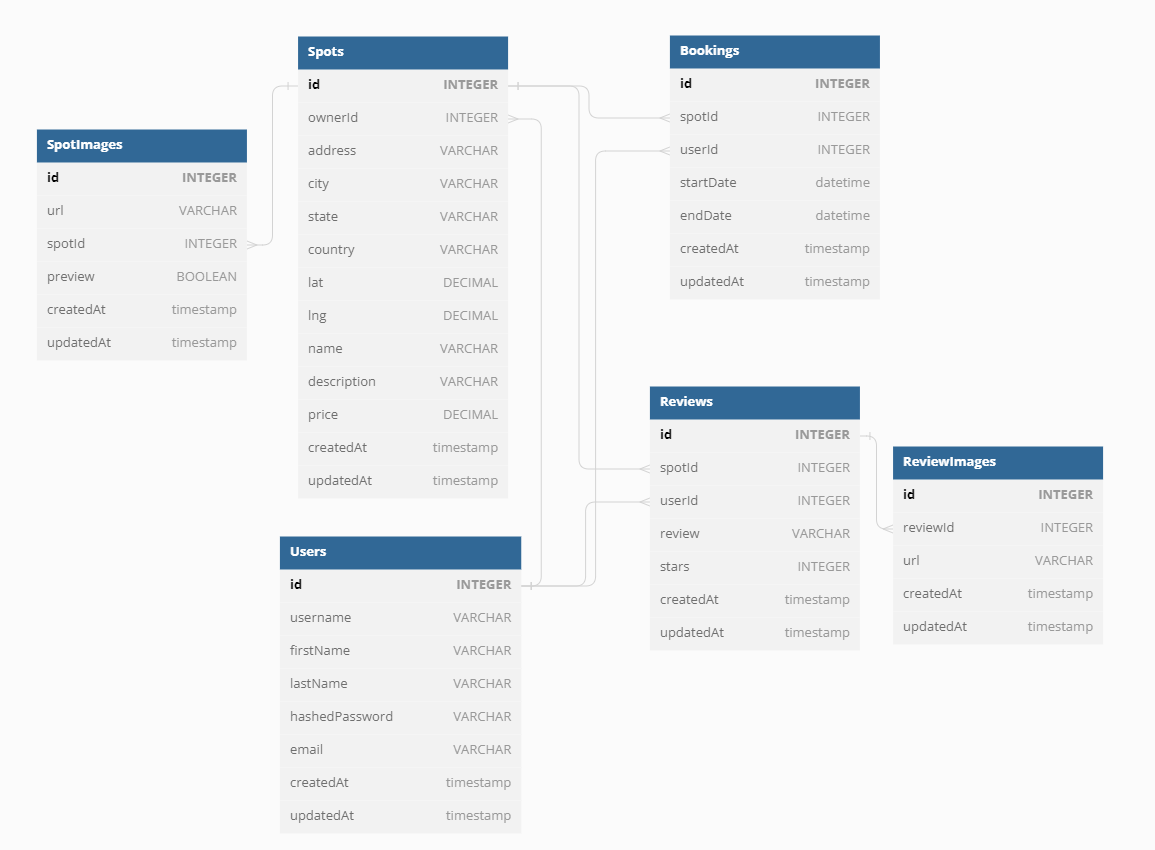 Spots
id INTEGER
ownerId INTEGER
address VARCHAR
city VARCHAR
state VARCHAR
country VARCHAR
lat DECIMAL
lng DECIMAL
name VARCHAR
description VARCHAR
price DECIMAL
createdAt timestamp
updatedAt timestamp
Bookings
id INTEGER
spotId INTEGER
userId INTEGER
startDate datetime
endDate datetime
createdAt timestamp
updatedAt timestamp
SpotImages
id INTEGER
url VARCHAR
spotId INTEGER
preview BOOLEAN
createdAt timestamp
updatedAt timestamp
Reviews
id INTEGER
spotId INTEGER
userId INTEGER
review VARCHAR
stars INTEGER
createdAt timestamp
updatedAt timestamp
ReviewImages
id INTEGER
reviewId INTEGER
url VARCHAR
createdAt timestamp
updatedAt timestamp
Users
id INTEGER
username VARCHAR
firstName VARCHAR
lastName VARCHAR
hashedPassword VARCHAR
email VARCHAR
createdAt timestamp
updatedAt timestamp